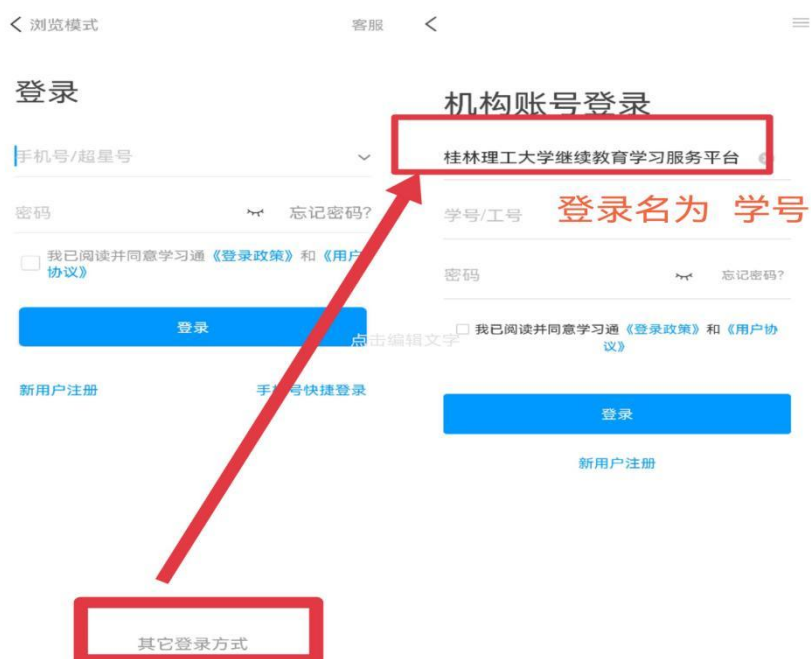 浏览模式
客服
登录
手机号/超星号
密码
忘记密码?
我已阅读并同意学习通《登录政策》和《用户
协议》
登录
新用户注册
手机号快捷登录
其它登录方式
点击编辑文字
机构账号登录
桂林理工大学继续教育学习服务平台
学号/工号
登录名为 学号
密码
忘记密码?
我已阅读并同意学习通《登录政策》和《用户协
议》
登录
新用户注册